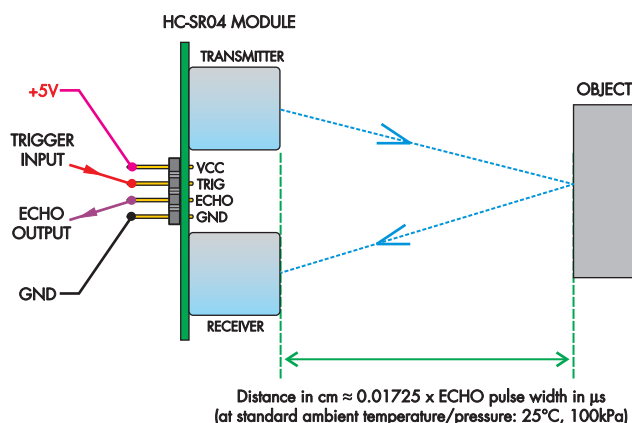 HC-SR04 MODULE
TRANSMITTER
+5V
OBJECT
TRIGGER
INPUT
VCC
TRIG
ECHO
GND
ECHO
OUTPUT
GND
RECEIVER
Distance in cm ≈ 0.01725 x ECHO pulse width in µs
(at standard ambient temperature/pressure: 25°C, 100kPa)